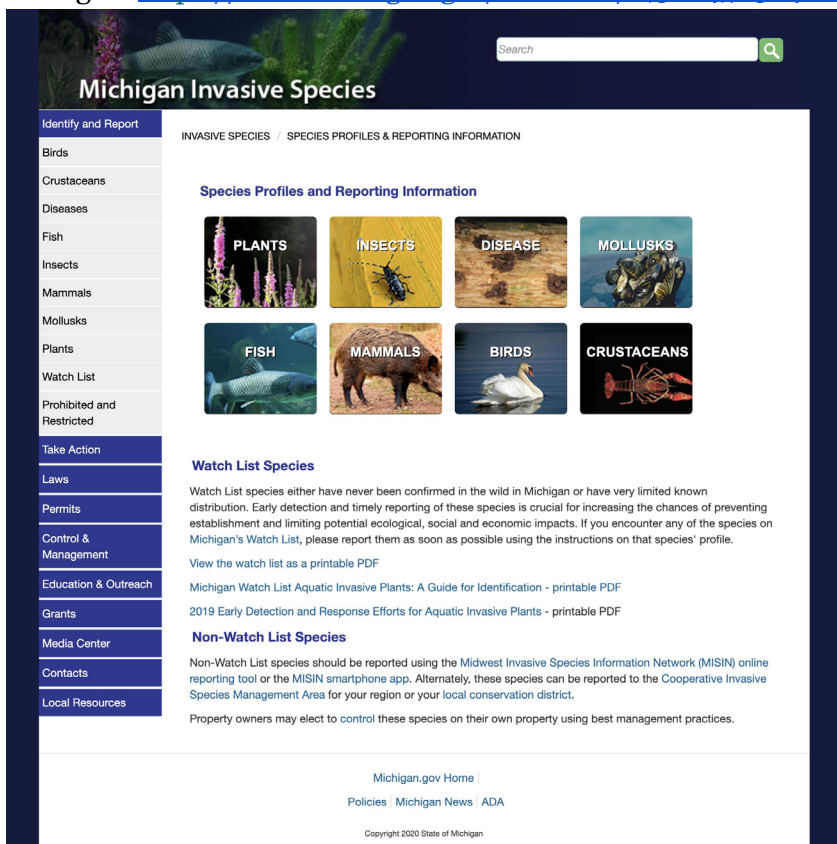 Search
Michigan Invasive Species
Identify and Report
Birds
Crustaceans
Diseases
Fish
Insects
Mammals
Mollusks
Plants
Watch List
Prohibited and
Restricted
Take Action
Laws
Permits
Control &
Management
Education & Outreach
Grants
Media Center
Contacts
Local Resources
INVASIVE SPECIES / SPECIES PROFILES & REPORTING INFORMATION
Species Profiles and Reporting Information
PLANTS INSECTS DISEASE MOLLUSKS
FISH MAMMALS BIRDS CRUSTACEANS
Watch List Species
Watch List species either have never been confirmed in the wild in Michigan or have very limited known
distribution. Early detection and timely reporting of these species is crucial for increasing the chances of preventing
establishment and limiting potential ecological, social and economic impacts. If you encounter any of the species on
Michigan's Watch List, please report them as soon as possible using the instructions on that species' profile.
View the watch list as a printable PDF
Michigan Watch List Aquatic Invasive Plants: A Guide for Identification - printable PDF
2019 Early Detection and Response Efforts for Aquatic Invasive Plants - printable PDF
Non-Watch List Species
Non-Watch List species should be reported using the Midwest Invasive Species Information Network (MISIN) online
reporting tool or the MISIN smartphone app. Alternately, these species can be reported to the Cooperative Invasive
Species Management Area for your region or your local conservation district.
Property owners may elect to control these species on their own property using best management practices.
Michigan.gov Home |
Policies | Michigan News | ADA
Copyright 2020 State of Michigan